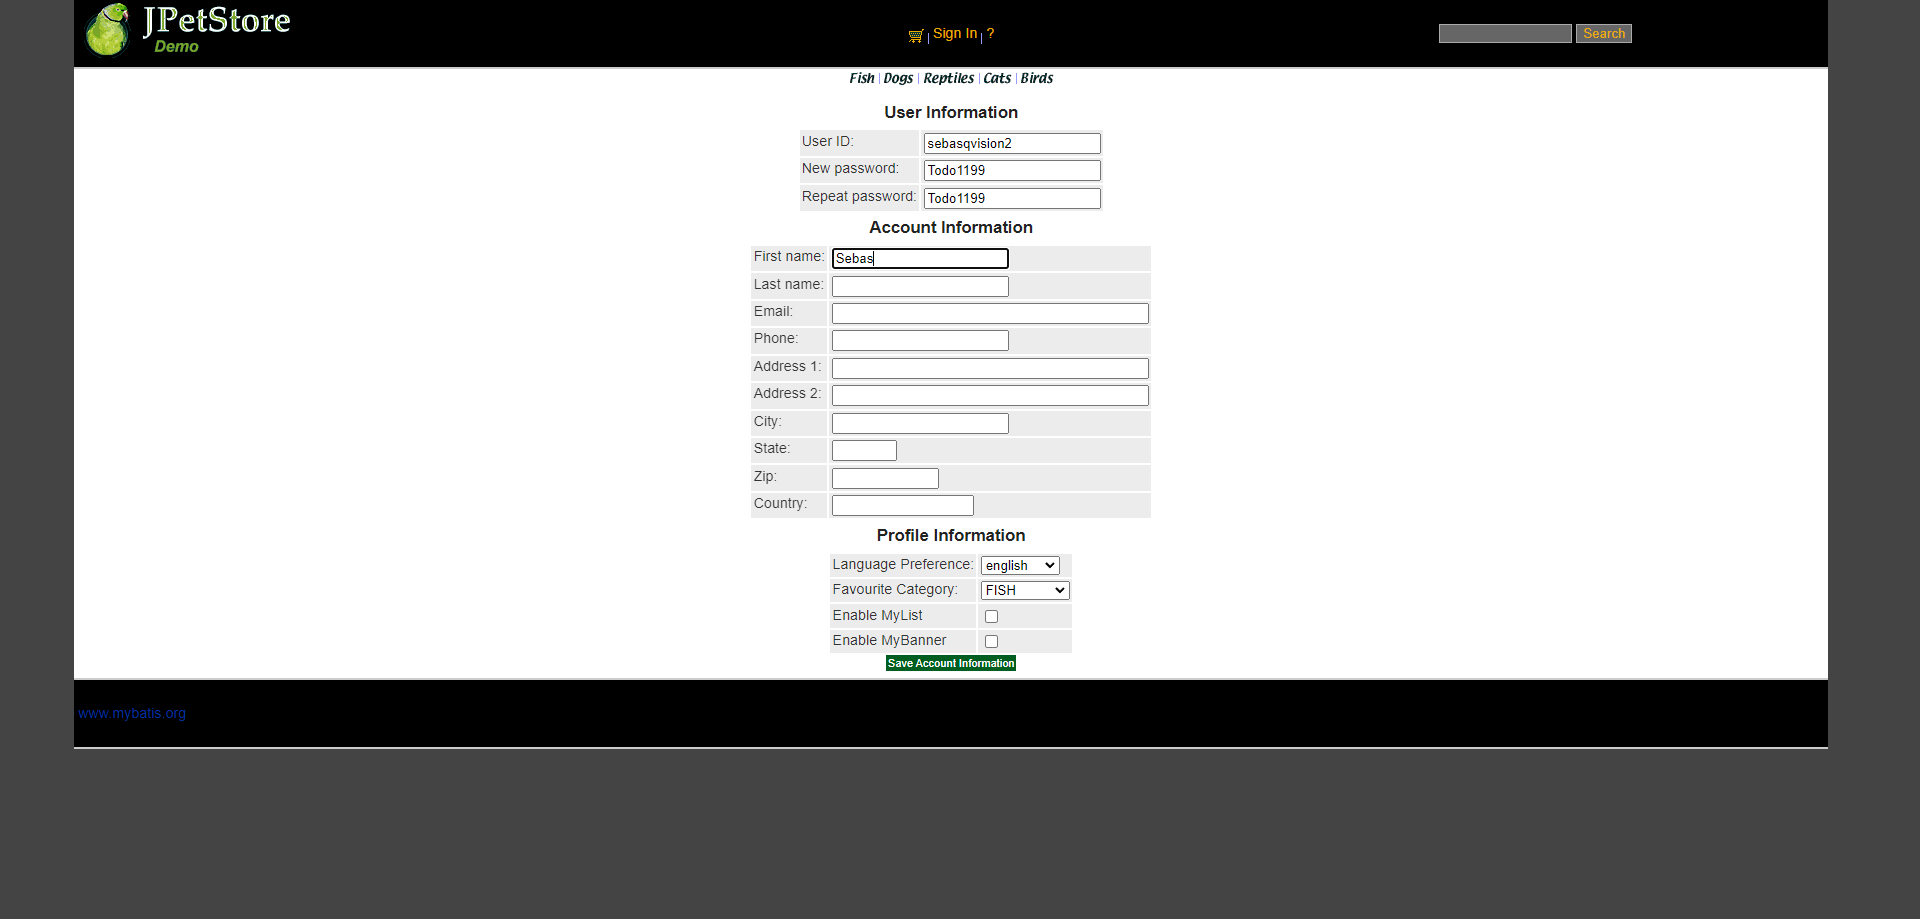 JPetStore
Demo
Sign In | ?
Search
Fish | Dogs | Reptiles | Cats | Birds
User Information
User ID: sebasqvision2
New password: Todo1199
Repeat password: Todo1199
Account Information
First name: Sebas
Last name:
Email:
Phone:
Address 1:
Address 2:
City:
State:
Zip:
Country:
Profile Information
Language Preference: english
Favourite Category: FISH
Enable MyList
Enable MyBanner
Save Account Information
www.mybatis.org